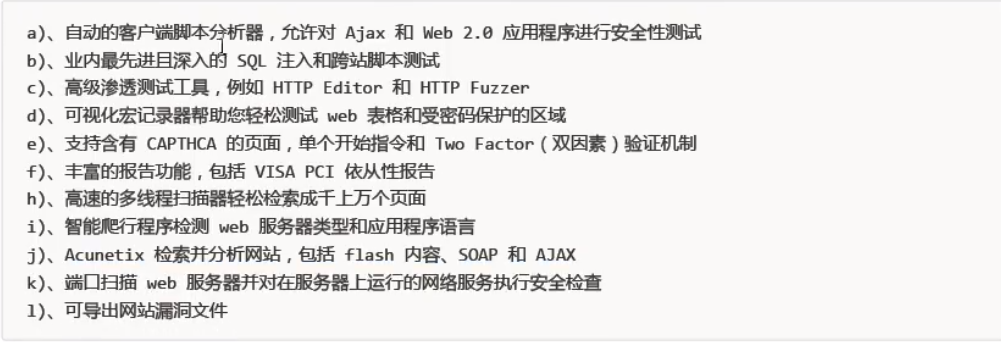 a)、自动的客户端脚本分析器，允许对 Ajax 和 Web 2.0 应用程序进行安全性测试
b)、业内最先进且深入的 SQL 注入和跨站脚本测试
c)、高级渗透测试工具，例如 HTTP Editor 和 HTTP Fuzzer
d)、可视化宏记录器帮助您轻松测试 web 表格和受密码保护的区域
e)、支持含有 CAPTHCA 的页面，单个开始指令和 Two Factor（双因素）验证机制
f)、丰富的报告功能，包括 VISA PCI 依从性报告
h)、高速的多线程扫描器轻松检索成千上万个页面
i)、智能爬行程序检测 web 服务器类型和应用程序语言
j)、Acunetix 检索并分析网站，包括 flash 内容、SOAP 和 AJAX
k)、端口扫描 web 服务器并对在服务器上运行的网络服务执行安全检查
l)、可导出网站漏洞文件